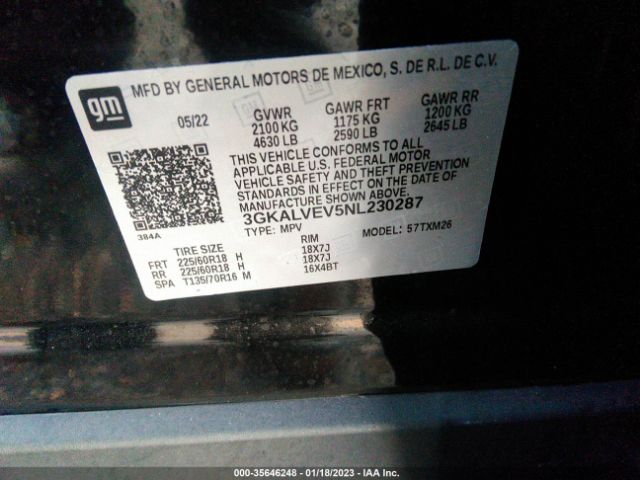 MFD BY GENERAL MOTORS DE MEXICO, S. DE R.L. DE C.V.
gm
05/22
GVWR GAWR FRT GAWR RR
2100 KG 1175 KG 1200 KG
4630 LB 2590 LB 2645 LB
THIS VEHICLE CONFORMS TO ALL
APPLICABLE U.S. FEDERAL MOTOR
VEHICLE SAFETY AND THEFT PREVENTION
STANDARDS IN EFFECT ON THE DATE OF
MANUFACTURE SHOWN ABOVE.
3GKALVEV5NL230287
384A
TYPE: MPV MODEL: 57TXM26
TIRE SIZE RIM
FRT 225/60R18 H 18X7J
RR 225/60R18 H 18X7J
SPA T135/70R16 M 16X4BT
000-35646248 - 01/18/2023 - IAA Inc.